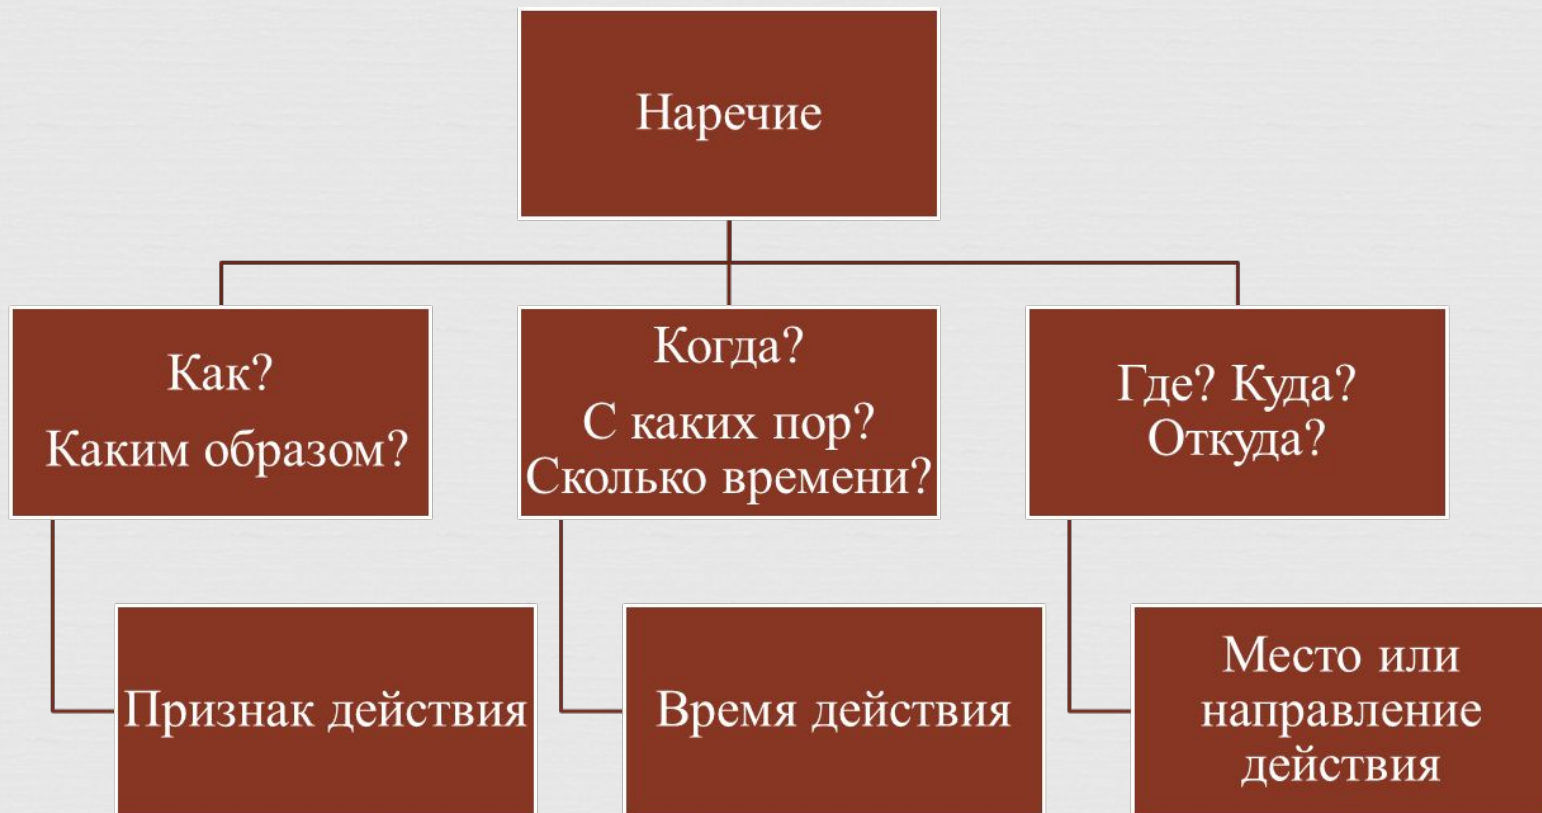 Наречие
Как?
Каким образом?
Когда?
С каких пор?
Сколько времени?
Где? Куда?
Откуда?
Признак действия
Время действия
Место или
направление
действия